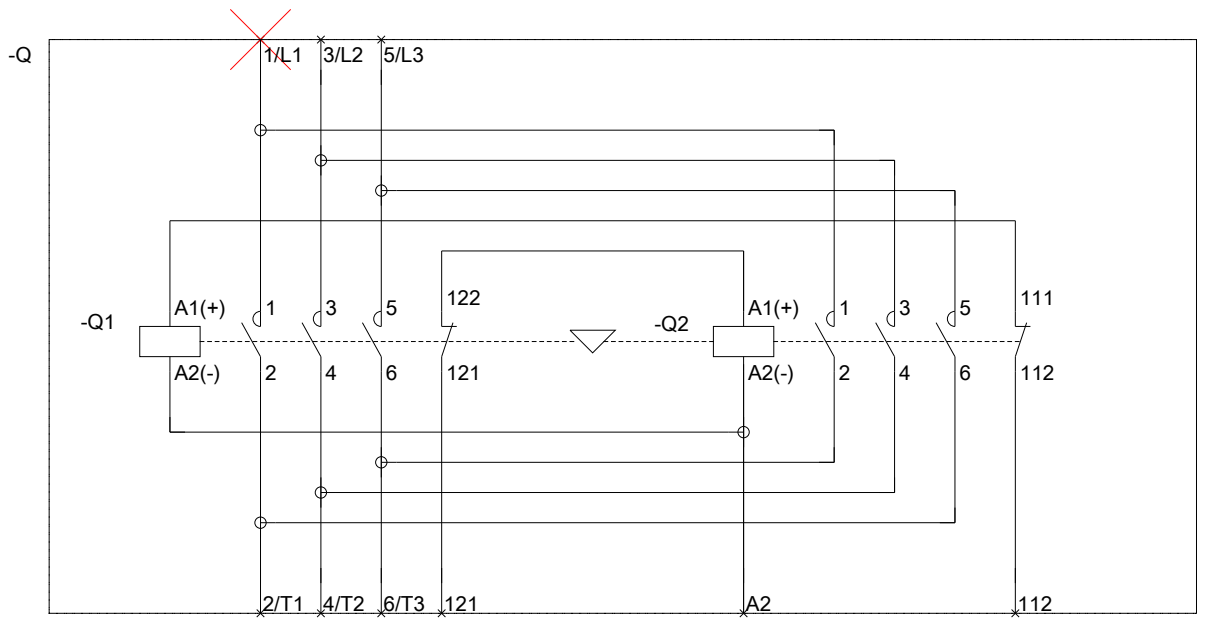 -Q 1/L1 3/L2 5/L3
122 111
A1(+) 1 3 5 A1(+) 1 3 5
-Q1 -Q2
A2(-) 2 4 6 121 A2(-) 2 4 6 112
2/T1 4/T2 6/T3 121 A2 112